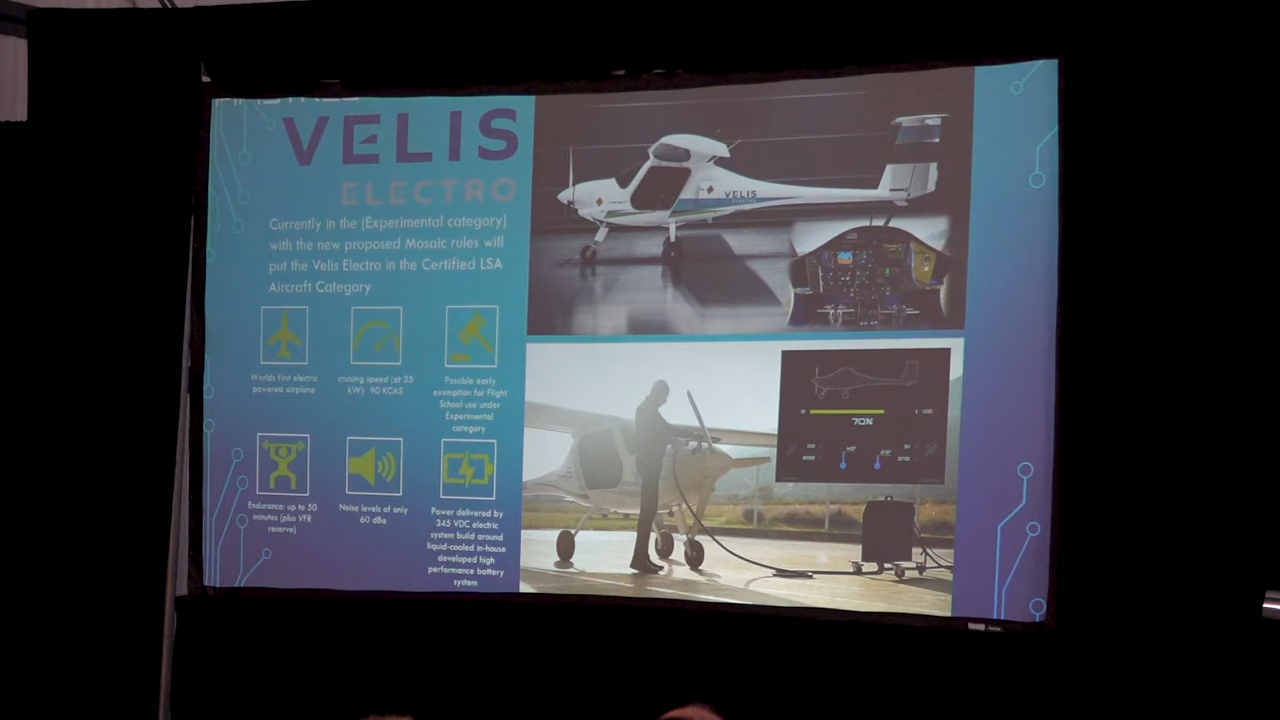 VELIS
ELECTRO
Currently in the (Experimental category)
with the new proposed Mosaic rules will
put the Velis Electro in the Certified LSA
Aircraft Category
Worlds first electric
powered airplane
cruising speed (at 35
kW): 90 KCAS
Possible early
exemption for Flight
School use under
Experimental
category
Endurance: up to 50
minutes (plus VFR
reserve)
Noise levels of only
60 dBa
Power delivered by
345 VDC electric
system build around
liquid-cooled in-house
developed high
performance battery
system
VELIS
ELECTRO
0
100
70%